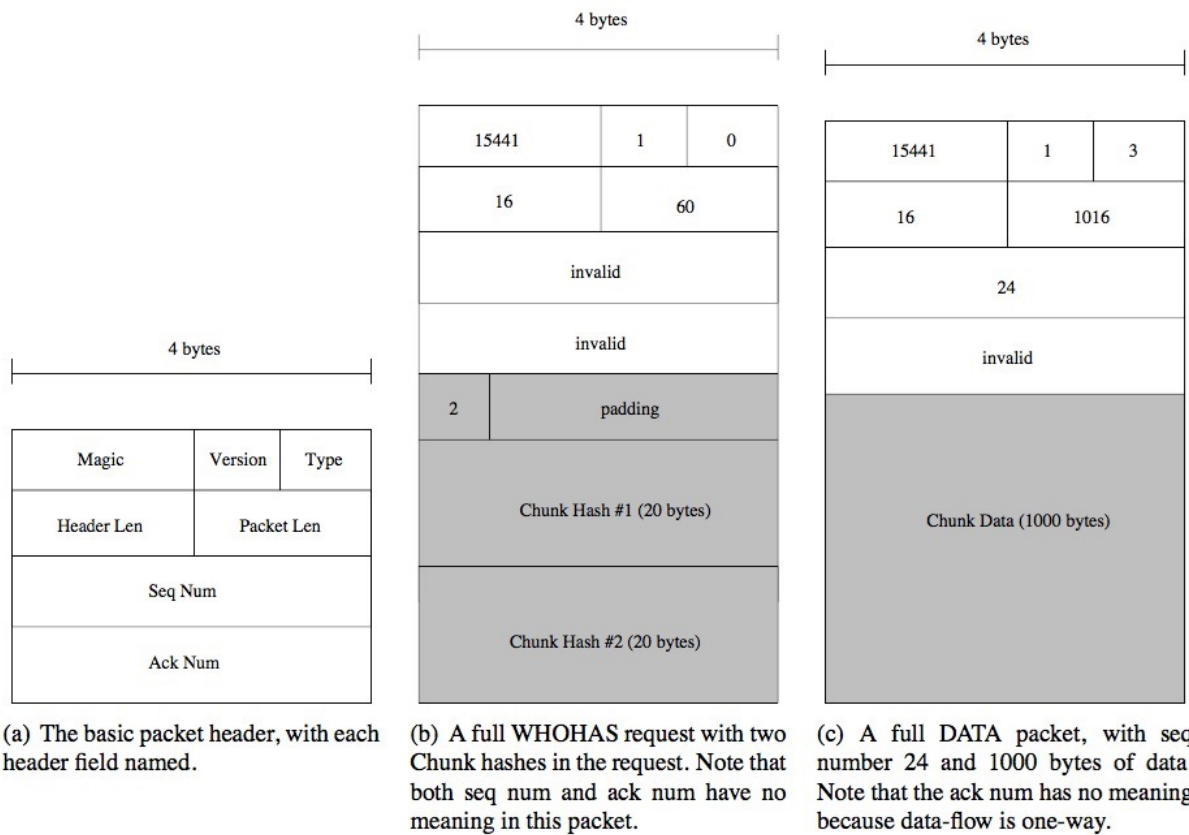 4 bytes
Magic
Version
Type
Header Len
Packet Len
Seq Num
Ack Num
(a) The basic packet header, with each
header field named.
4 bytes
15441
1
0
16
60
invalid
invalid
2
padding
Chunk Hash #1 (20 bytes)
Chunk Hash #2 (20 bytes)
(b) A full WHOHAS request with two
Chunk hashes in the request. Note that
both seq num and ack num have no
meaning in this packet.
4 bytes
15441
1
3
16
1016
24
invalid
Chunk Data (1000 bytes)
(c) A full DATA packet, with seq
number 24 and 1000 bytes of data
Note that the ack num has no meaning
because data-flow is one-way.